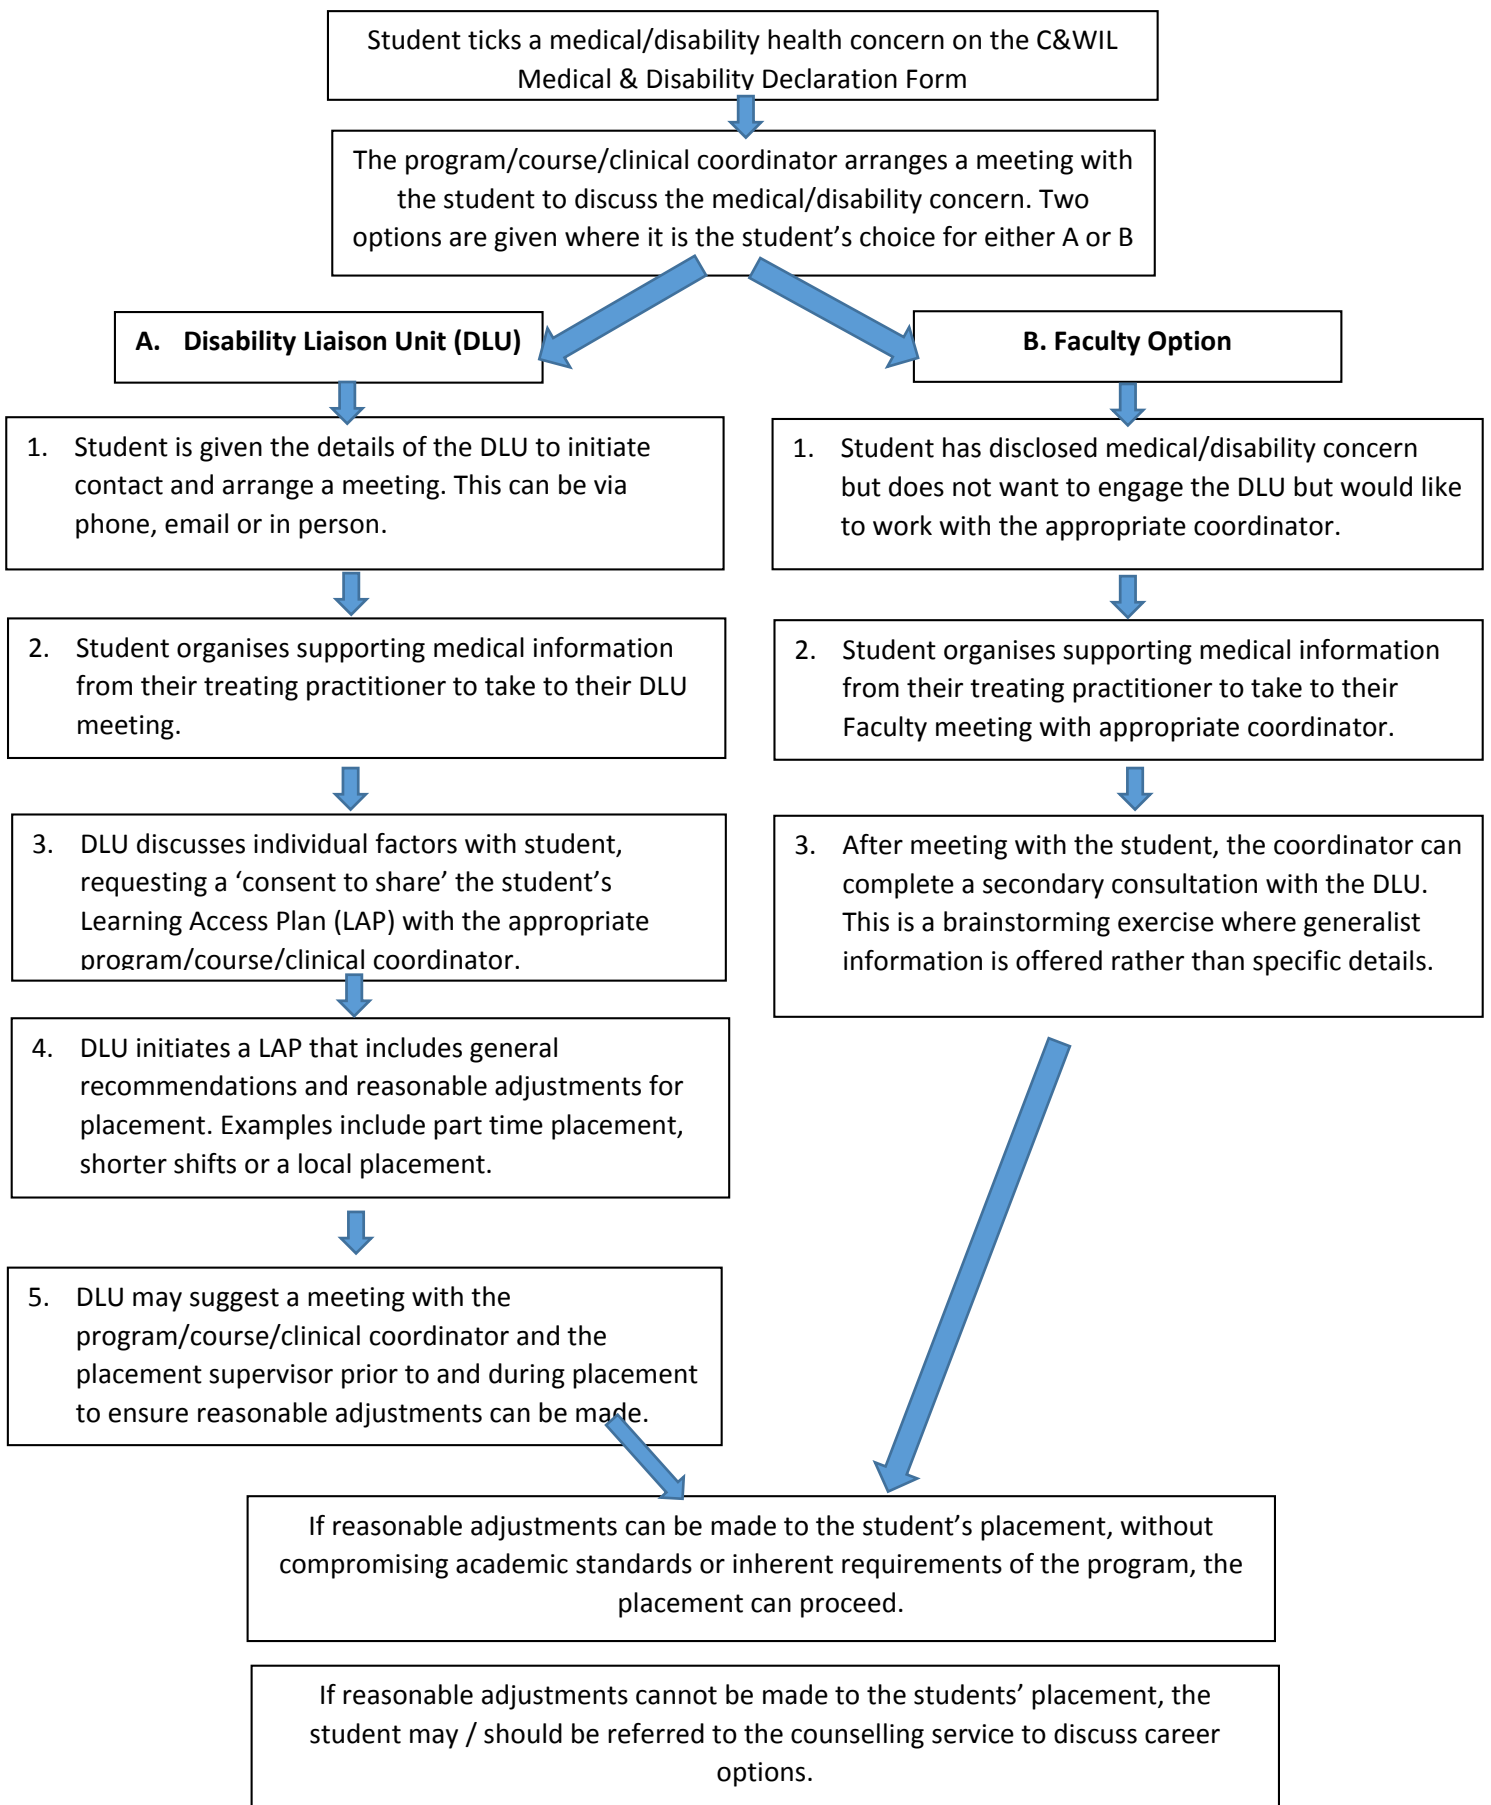 Student ticks a medical/disability health concern on the C&WIL
Medical & Disability Declaration Form
The program/course/clinical coordinator arranges a meeting with
the student to discuss the medical/disability concern. Two
options are given where it is the student’s choice for either A or B
A. Disability Liaison Unit (DLU)
1. Student is given the details of the DLU to initiate
contact and arrange a meeting. This can be via
phone, email or in person.
2. Student organises supporting medical information
from their treating practitioner to take to their DLU
meeting.
3. DLU discusses individual factors with student,
requesting a ‘consent to share’ the student’s
Learning Access Plan (LAP) with the appropriate
program/course/clinical coordinator.
4. DLU initiates a LAP that includes general
recommendations and reasonable adjustments for
placement. Examples include part time placement,
shorter shifts or a local placement.
5. DLU may suggest a meeting with the
program/course/clinical coordinator and the
placement supervisor prior to and during placement
to ensure reasonable adjustments can be made.
B. Faculty Option
1. Student has disclosed medical/disability concern
but does not want to engage the DLU but would like
to work with the appropriate coordinator.
2. Student organises supporting medical information
from their treating practitioner to take to their
Faculty meeting with appropriate coordinator.
3. After meeting with the student, the coordinator can
complete a secondary consultation with the DLU.
This is a brainstorming exercise where generalist
information is offered rather than specific details.
If reasonable adjustments can be made to the student’s placement, without
compromising academic standards or inherent requirements of the program, the
placement can proceed.
If reasonable adjustments cannot be made to the students’ placement, the
student may / should be referred to the counselling service to discuss career
options.